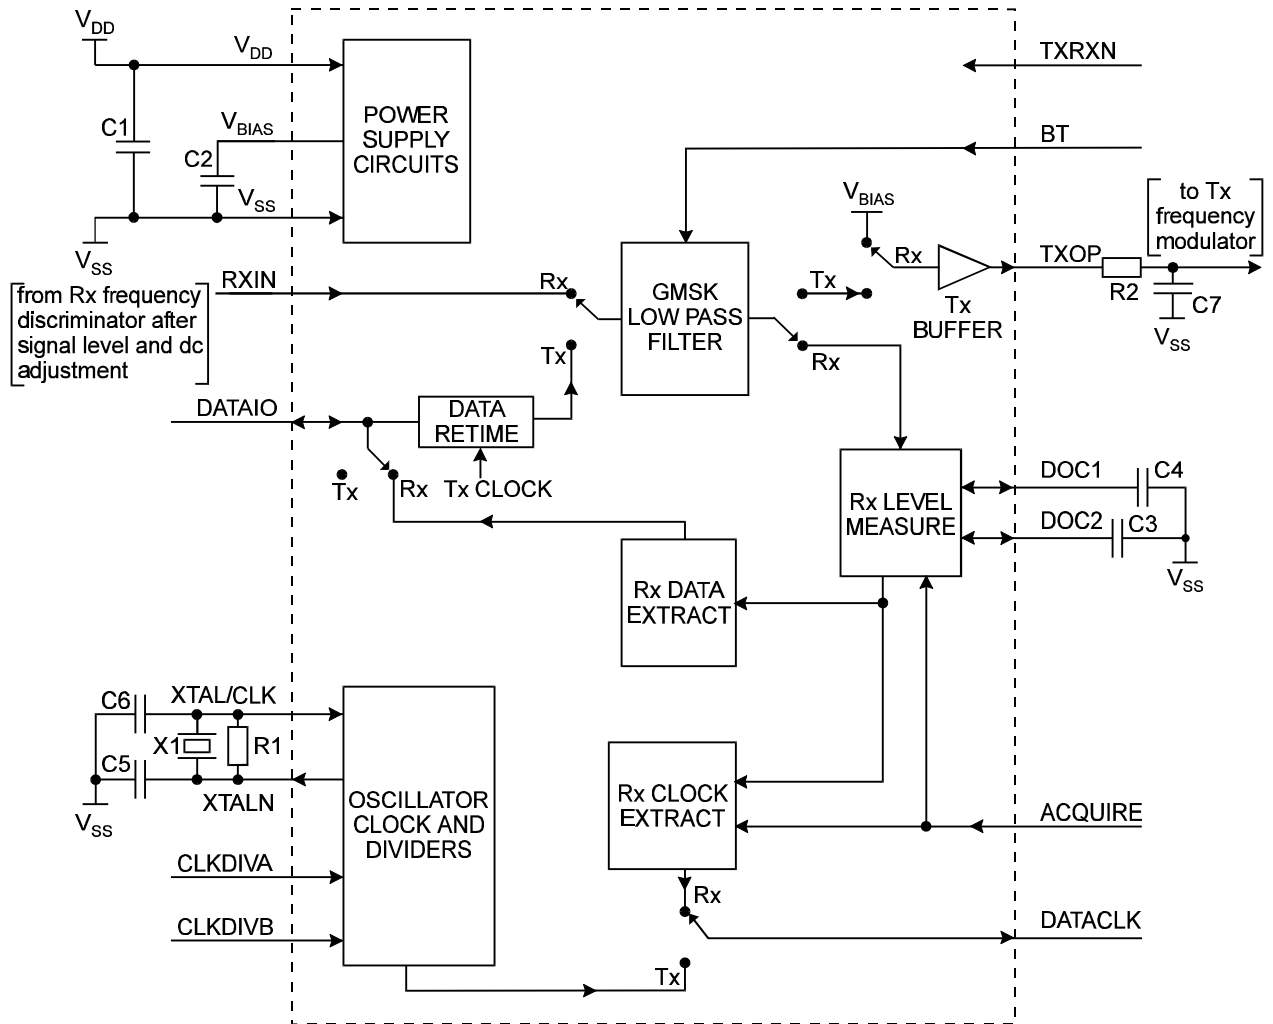 VDD
VDD
C1
VBIAS
C2
VSS
VSS
POWER
SUPPLY
CIRCUITS
TXRXN
BT
VBIAS
Rx
Tx
BUFFER
TXOP
R2
C7
VSS
to Tx
frequency
modulator
RXIN
from Rx frequency
discriminator after
signal level and dc
adjustment
Rx
Tx
GMSK
LOW PASS
FILTER
Tx
Rx
DATAIO
DATA
RETIME
Tx
Rx
Tx CLOCK
Rx LEVEL
MEASURE
DOC1
C4
DOC2
C3
VSS
Rx DATA
EXTRACT
C6
XTAL/CLK
X1
R1
C5
XTALN
VSS
OSCILLATOR
CLOCK AND
DIVIDERS
Rx CLOCK
EXTRACT
ACQUIRE
CLKDIVA
CLKDIVB
Rx
DATACLK
Tx